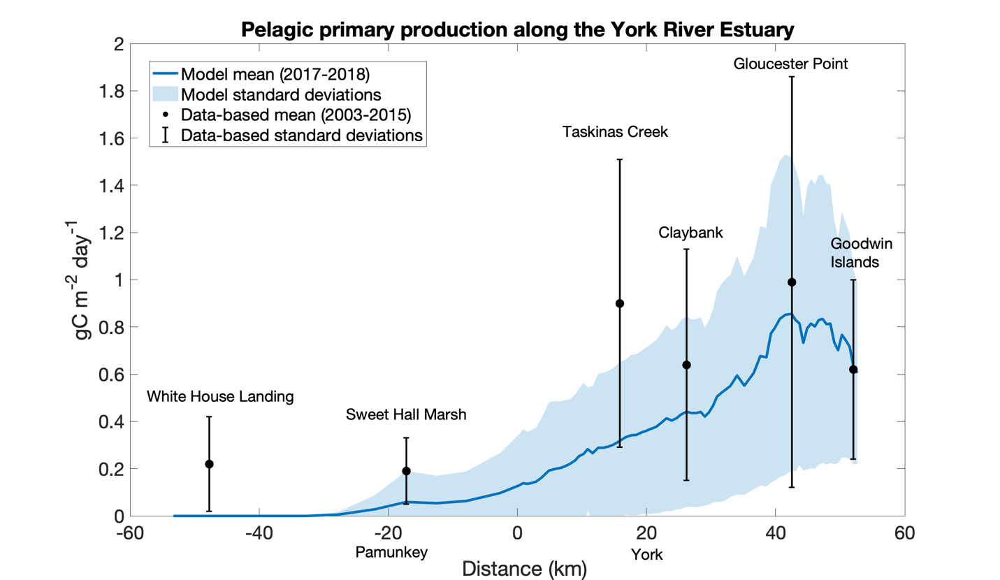 Pelagic primary production along the York River Estuary
gC m⁻² day⁻¹
2
1.8
1.6
1.4
1.2
1
0.8
0.6
0.4
0.2
0
Model mean (2017-2018)
Model standard deviations
Data-based mean (2003-2015)
Data-based standard deviations
Gloucester Point
Taskinas Creek
Claybank
Goodwin
Islands
White House Landing
Sweet Hall Marsh
-60 -40 -20 0 20 40 60
Pamunkey York
Distance (km)